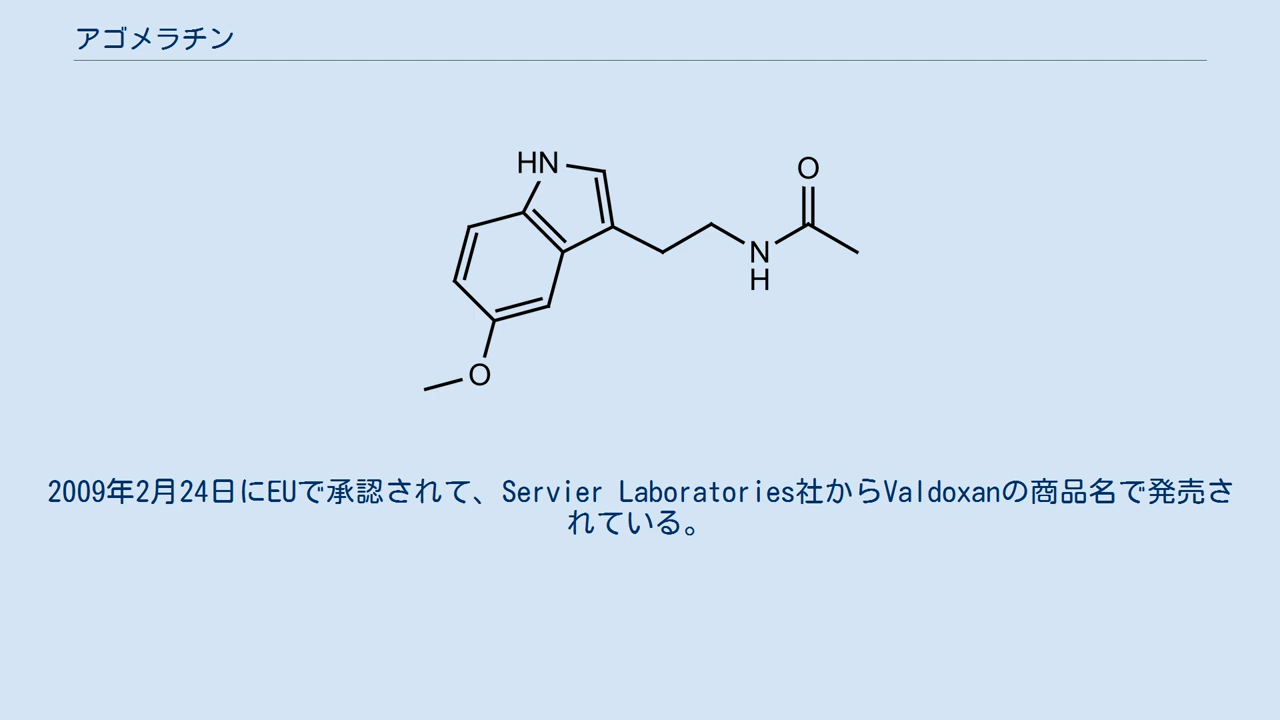 アゴメラチン
HN
O
N
H
O
2009年2月24日にEUで承認されて、Servier Laboratories社からValdoxanの商品名で発売さ
れている。